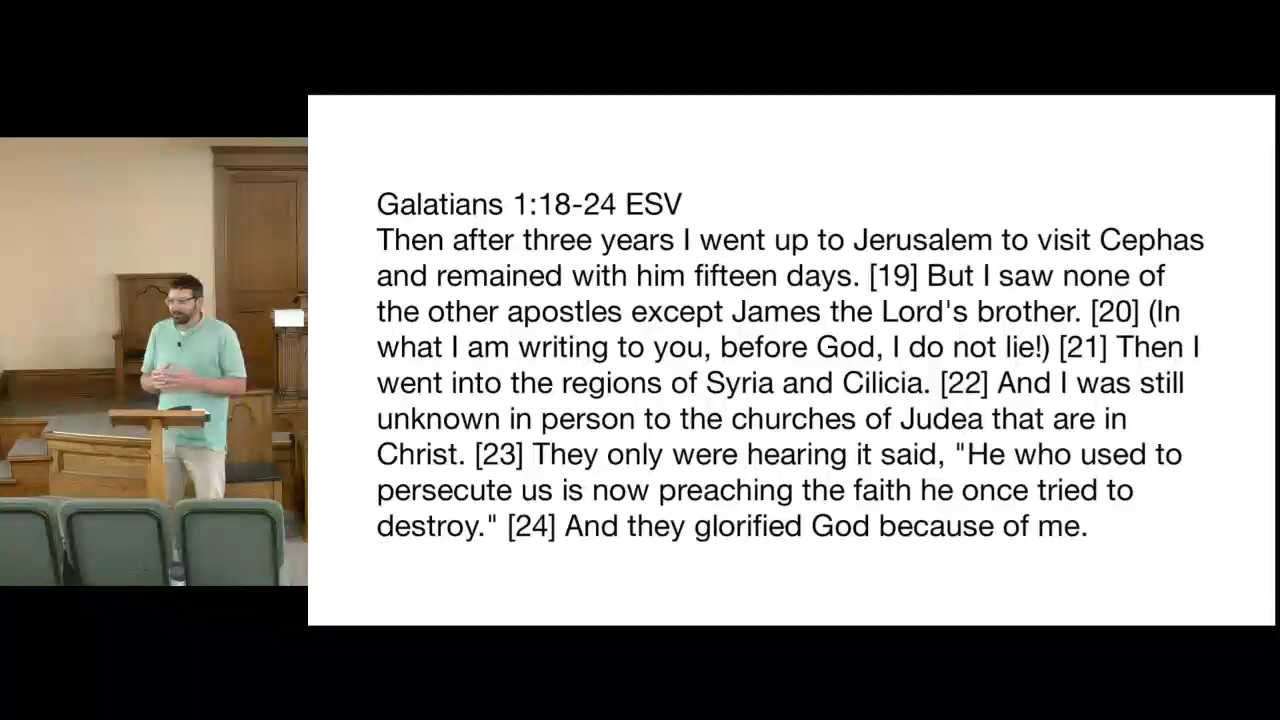 Galatians 1:18-24 ESV
Then after three years I went up to Jerusalem to visit Cephas
and remained with him fifteen days. [19] But I saw none of
the other apostles except James the Lord's brother. [20] (In
what I am writing to you, before God, I do not lie!) [21] Then I
went into the regions of Syria and Cilicia. [22] And I was still
unknown in person to the churches of Judea that are in
Christ. [23] They only were hearing it said, "He who used to
persecute us is now preaching the faith he once tried to
destroy." [24] And they glorified God because of me.